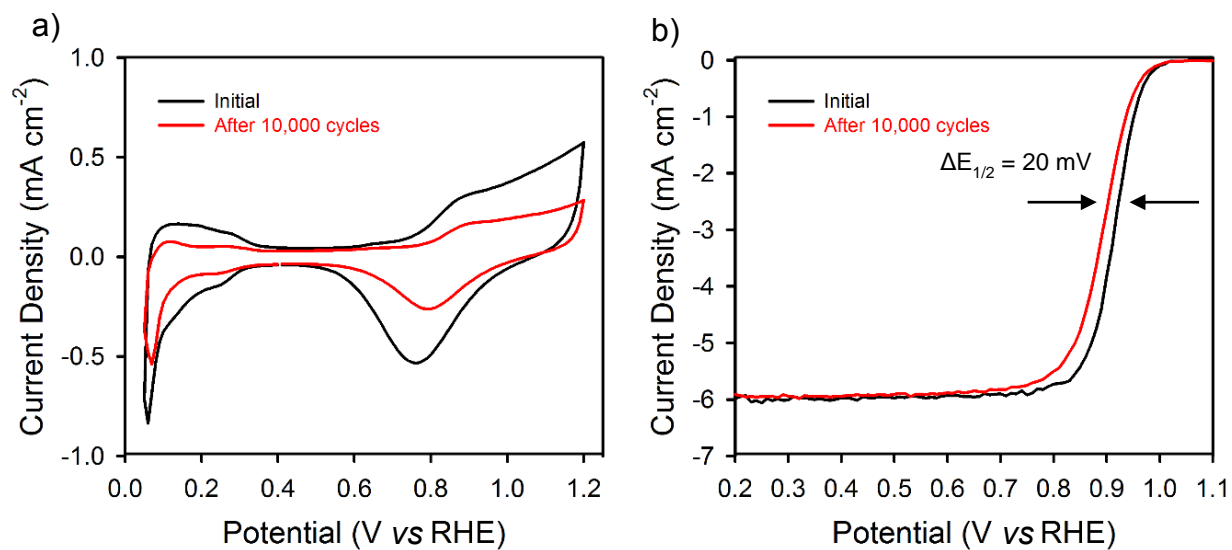 a)
1.0
0.5
0.0
-0.5
-1.0
Current Density (mA cm⁻²)
Initial
After 10,000 cycles
0.0 0.2 0.4 0.6 0.8 1.0 1.2
Potential (V vs RHE)
b)
0
-1
-2
-3
-4
-5
-6
-7
Current Density (mA cm⁻²)
Initial
After 10,000 cycles
ΔE₁/₂ = 20 mV
0.2 0.3 0.4 0.5 0.6 0.7 0.8 0.9 1.0 1.1
Potential (V vs RHE)